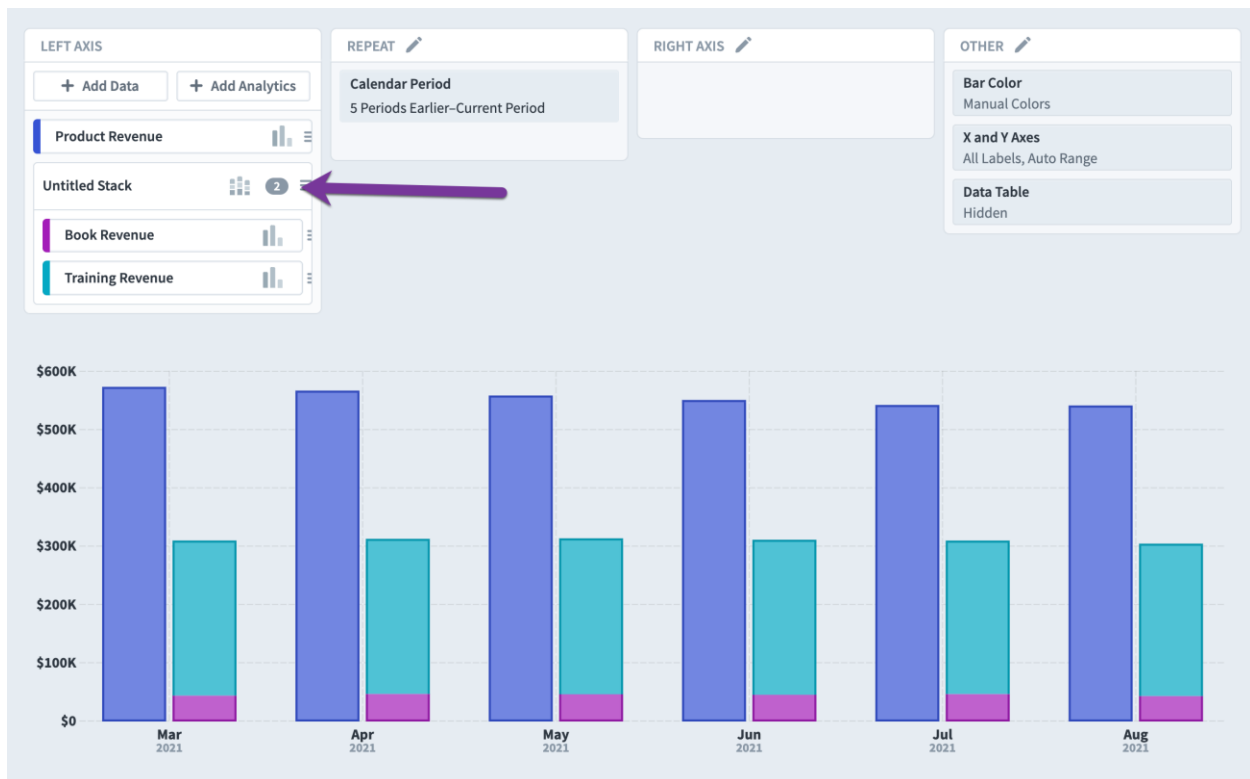 LEFT AXIS
+ Add Data
+ Add Analytics
Product Revenue
Untitled Stack
2
Book Revenue
Training Revenue
REPEAT
Calendar Period
5 Periods Earlier–Current Period
RIGHT AXIS
OTHER
Bar Color
Manual Colors
X and Y Axes
All Labels, Auto Range
Data Table
Hidden
$600K
$500K
$400K
$300K
$200K
$100K
$0
Mar
2021
Apr
2021
May
2021
Jun
2021
Jul
2021
Aug
2021